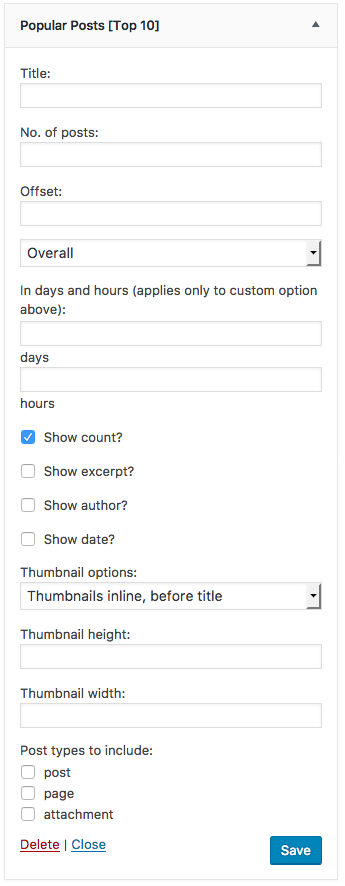 Popular Posts [Top 10]
Title:
No. of posts:
Offset:
Overall
In days and hours (applies only to custom option
above):
days
hours
Show count?
Show excerpt?
Show author?
Show date?
Thumbnail options:
Thumbnails inline, before title
Thumbnail height:
Thumbnail width:
Post types to include:
post
page
attachment
Delete | Close
Save